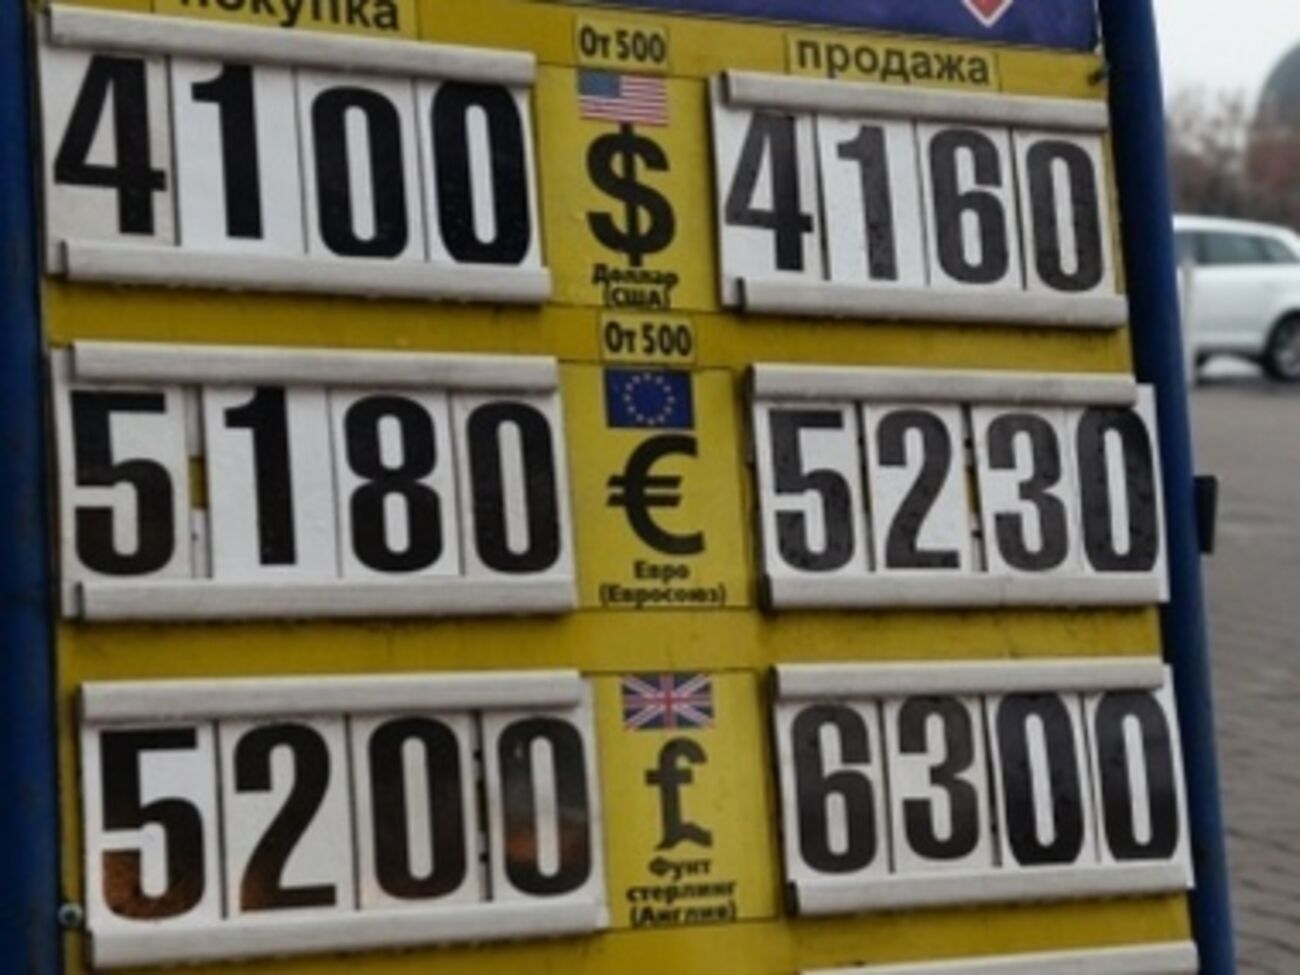 покупка
От 500
продажа
4100
$
4160
Доллар
(США)
От 500
5180
€
5230
Евро
(Евросоюз)
5200
£
6300
Фунт
стерлинг
(Англия)